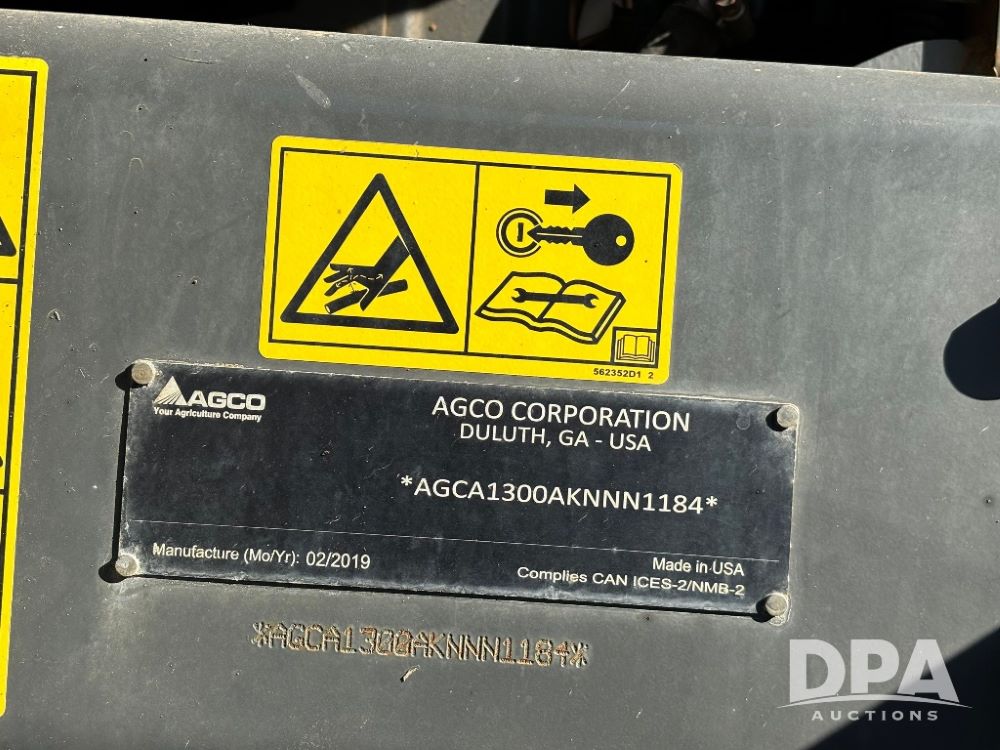 562352D1 2
AGCO
Your Agriculture Company
AGCO CORPORATION
DULUTH, GA - USA
*AGCA1300AKNNN1184*
Manufacture (Mo/Yr): 02/2019
Made in USA
Complies CAN ICES-2/NMB-2
*AGCA1300AKNNN1184*
DPA
AUCTIONS